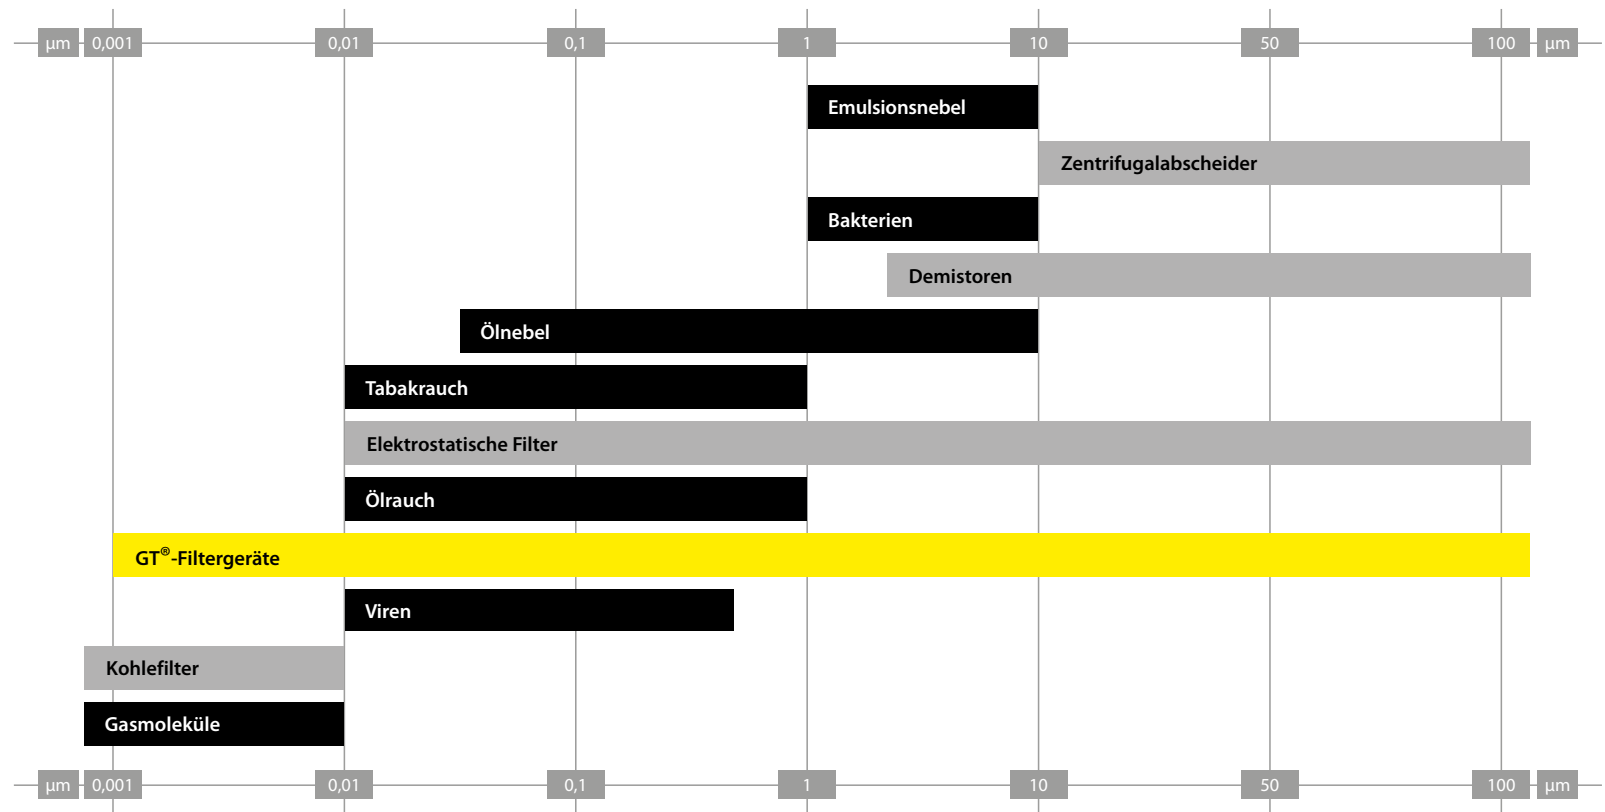 µm 0,001 0,01 0,1 1 10 50 100 µm
Emulsionsnebel
Zentrifugalabscheider
Bakterien
Demistoren
Ölnebel
Tabakrauch
Elektrostatische Filter
Ölrauch
GT®-Filtergeräte
Viren
Kohlefilter
Gasmoleküle
µm 0,001 0,01 0,1 1 10 50 100 µm